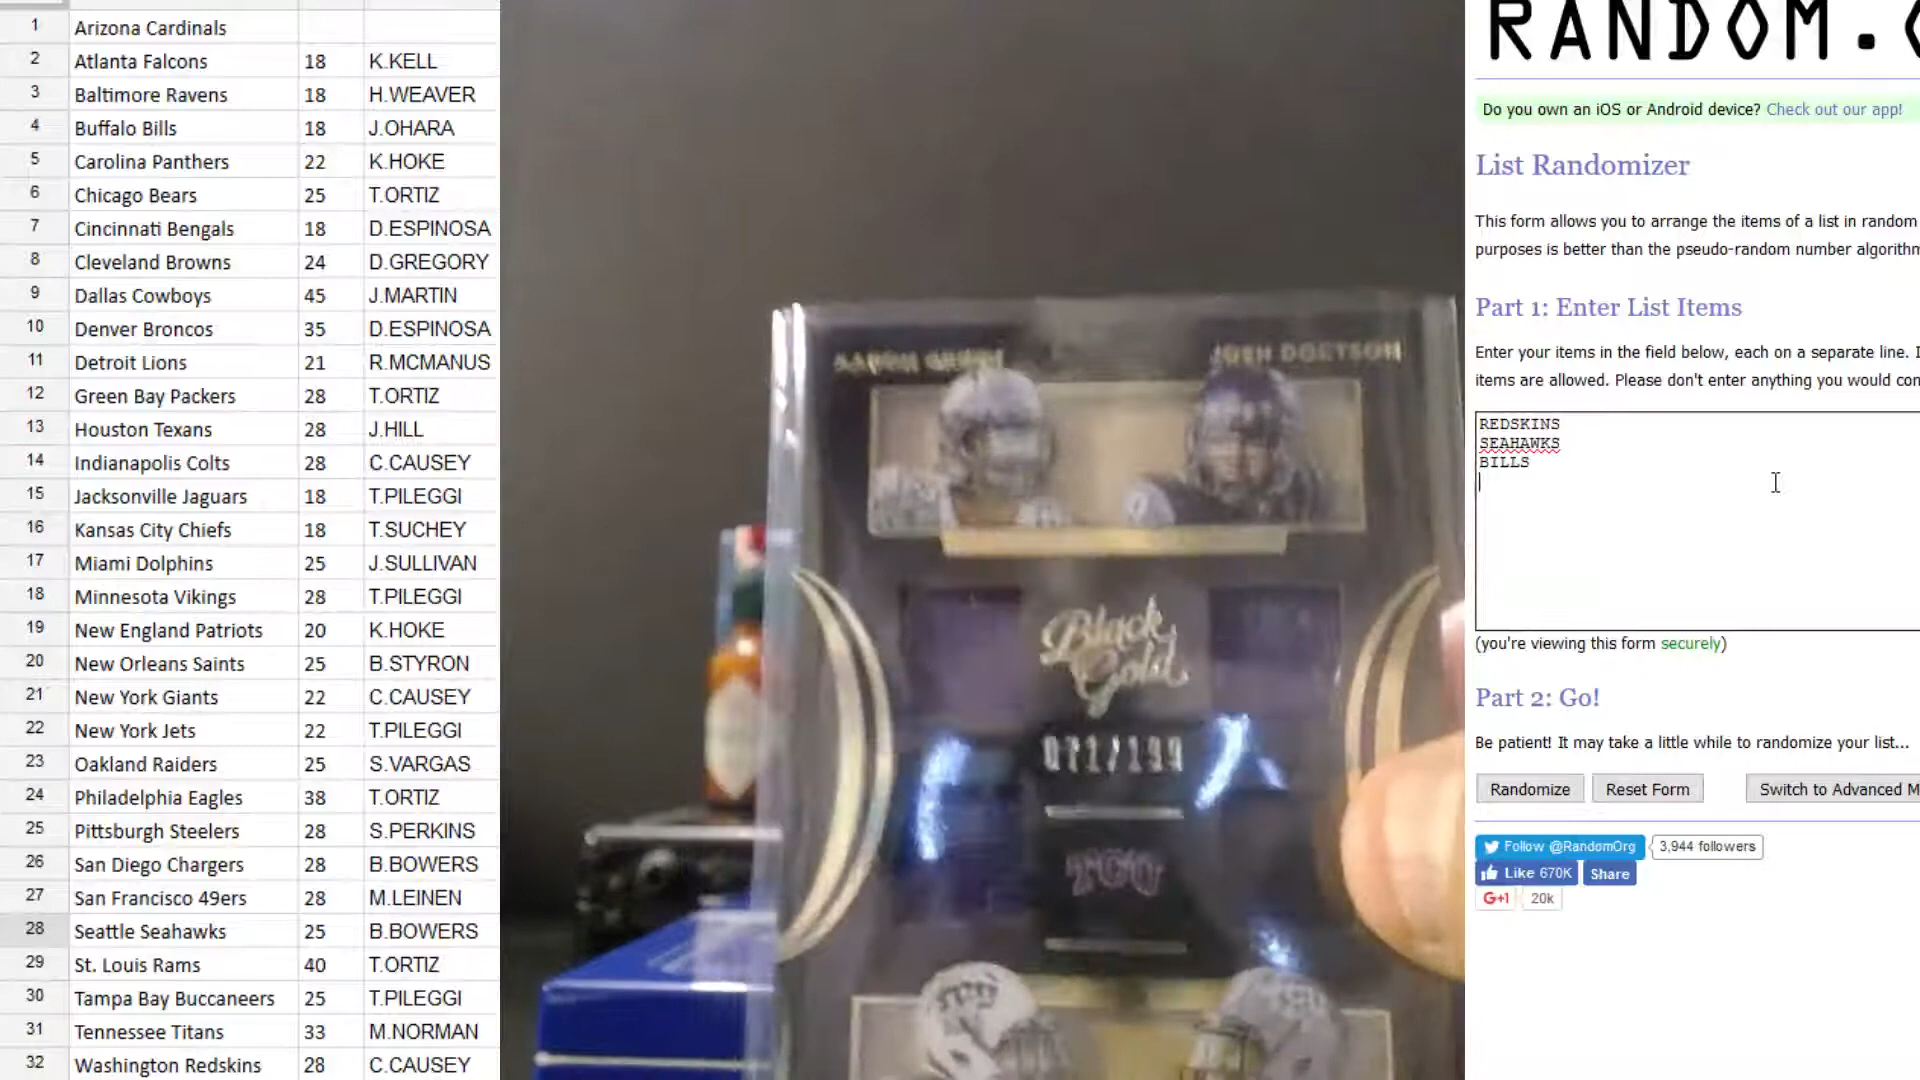 1 Arizona Cardinals
2 Atlanta Falcons 18 K.KELL
3 Baltimore Ravens 18 H.WEAVER
4 Buffalo Bills 18 J.OHARA
5 Carolina Panthers 22 K.HOKE
6 Chicago Bears 25 T.ORTIZ
7 Cincinnati Bengals 18 D.ESPINOSA
8 Cleveland Browns 24 D.GREGORY
9 Dallas Cowboys 45 J.MARTIN
10 Denver Broncos 35 D.ESPINOSA
11 Detroit Lions 21 R.MCMANUS
12 Green Bay Packers 28 T.ORTIZ
13 Houston Texans 28 J.HILL
14 Indianapolis Colts 28 C.CAUSEY
15 Jacksonville Jaguars 18 T.PILEGGI
16 Kansas City Chiefs 18 T.SUCHEY
17 Miami Dolphins 25 J.SULLIVAN
18 Minnesota Vikings 28 T.PILEGGI
19 New England Patriots 20 K.HOKE
20 New Orleans Saints 25 B.STYRON
21 New York Giants 22 C.CAUSEY
22 New York Jets 22 T.PILEGGI
23 Oakland Raiders 25 S.VARGAS
24 Philadelphia Eagles 38 T.ORTIZ
25 Pittsburgh Steelers 28 S.PERKINS
26 San Diego Chargers 28 B.BOWERS
27 San Francisco 49ers 28 M.LEINEN
28 Seattle Seahawks 25 B.BOWERS
29 St. Louis Rams 40 T.ORTIZ
30 Tampa Bay Buccaneers 25 T.PILEGGI
31 Tennessee Titans 33 M.NORMAN
32 Washington Redskins 28 C.CAUSEY
AARON GREEN
JOSH DOCTSON
Black
Gold
071/199
TCU
RANDOM.
Do you own an iOS or Android device? Check out our app!
List Randomizer
This form allows you to arrange the items of a list in random
purposes is better than the pseudo-random number algorithm
Part 1: Enter List Items
Enter your items in the field below, each on a separate line.
items are allowed. Please don't enter anything you would
REDSKINS
SEAHAWKS
BILLS
(you're viewing this form securely)
Part 2: Go!
Be patient! It may take a little while to randomize your list...
Randomize Reset Form Switch to Advanced
Follow @RandomOrg 3,944 followers
Like 670K Share
G+1 20k